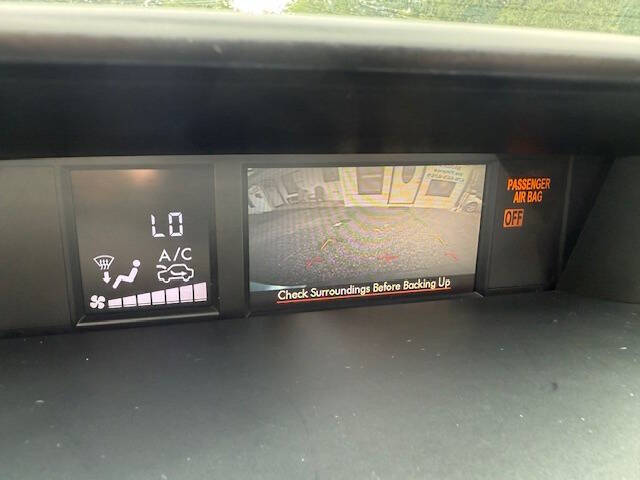 LO
A/C
Check Surroundings Before Backing Up
PASSENGER
AIR BAG
OFF